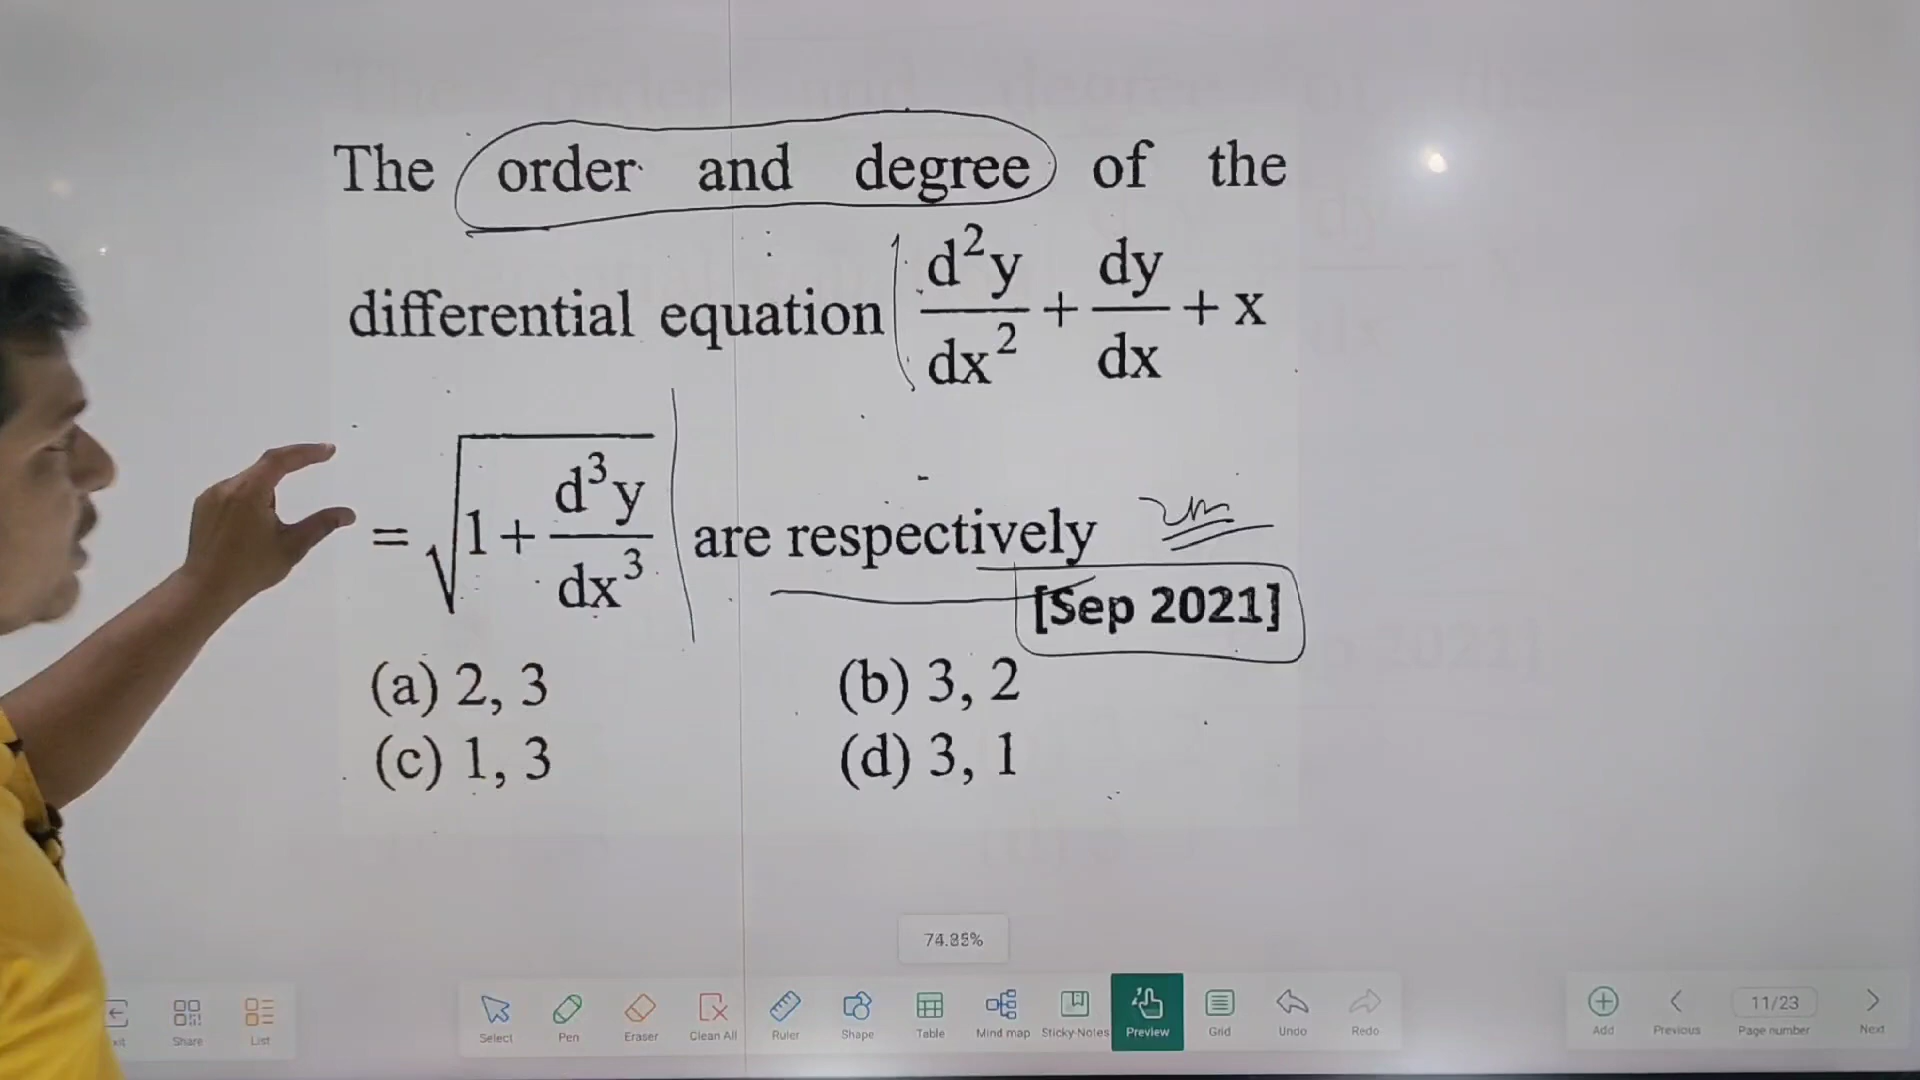 The order and degree of the
differential equation d²y/dx² + dy/dx + x
= √(1 + d³y/dx³) are respectively 2m
[Sep 2021]
(a) 2, 3 (b) 3, 2
(c) 1, 3 (d) 3, 1
74.85%
Share List Select Pen Eraser Clean All Ruler Shape Table Mind map Sticky-Notes Preview Grid Undo Redo Add Previous 11/23 Page number Next